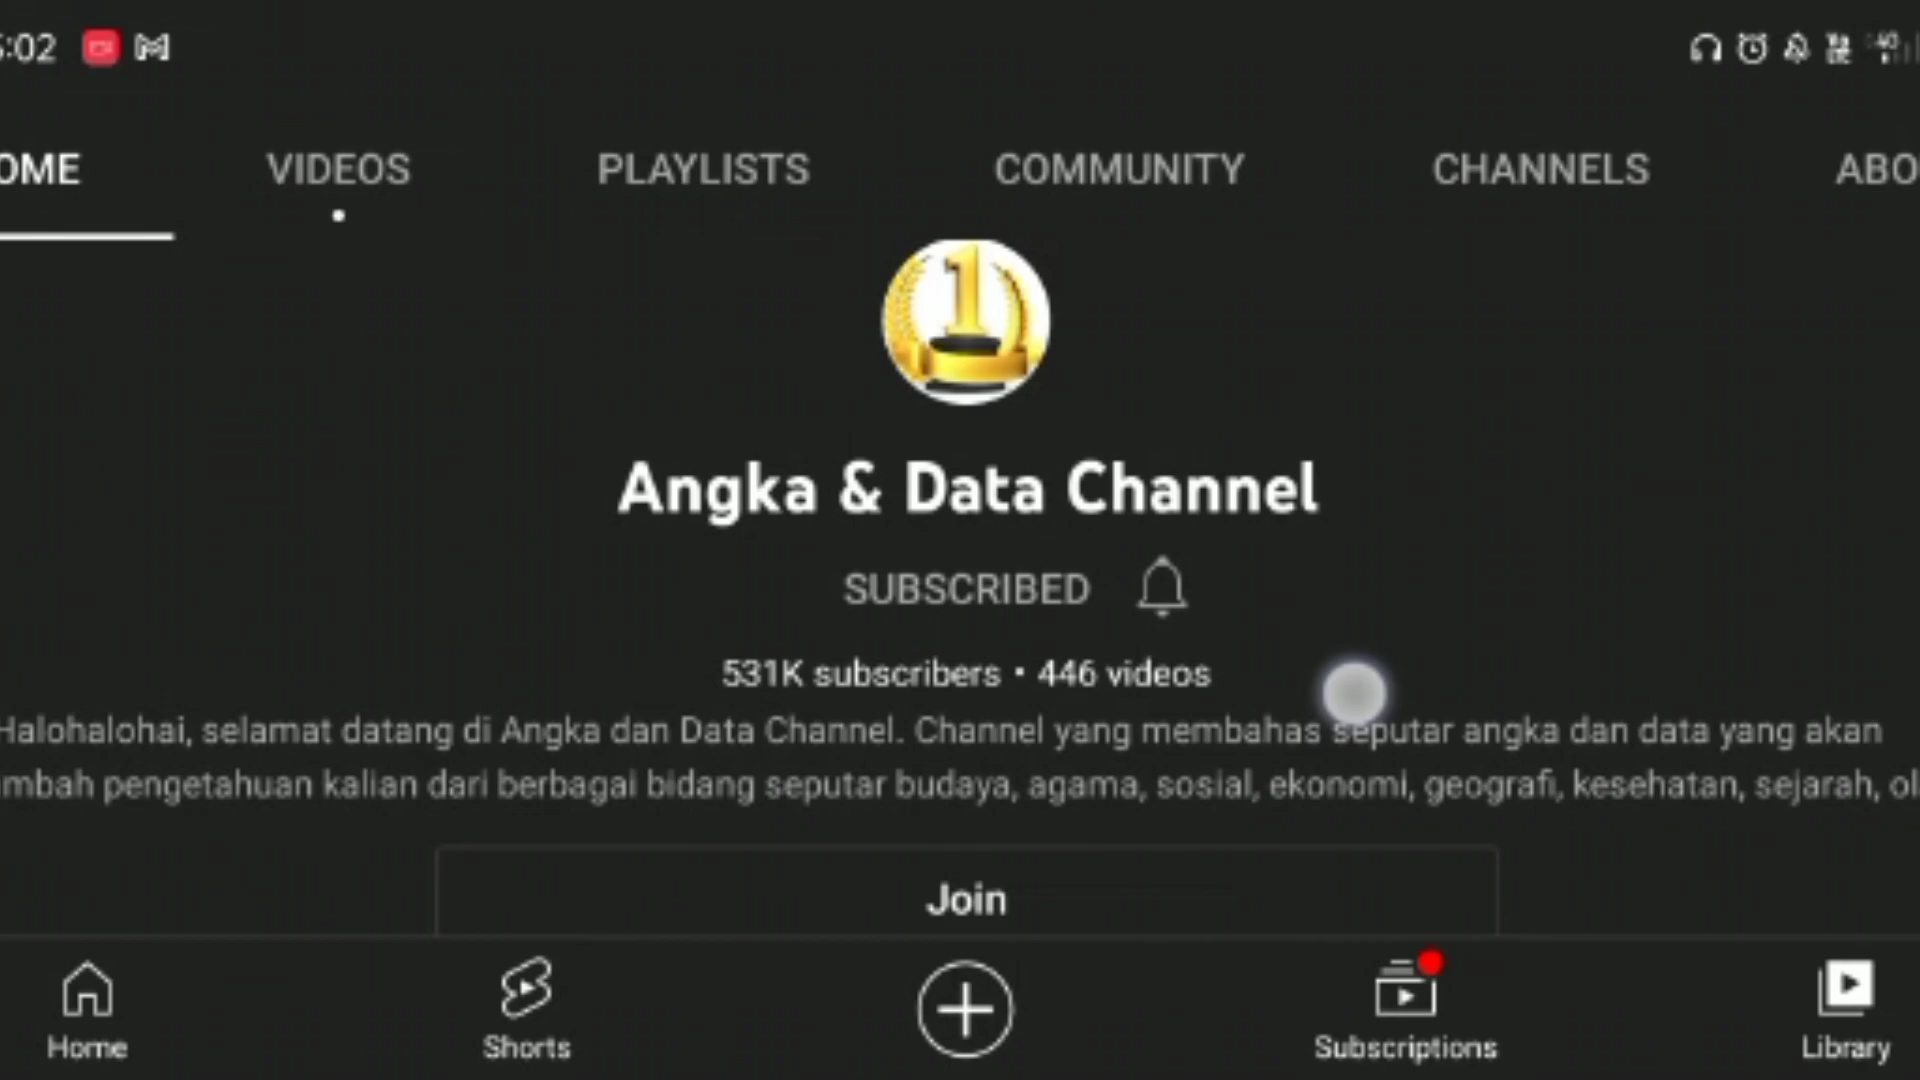 5:02
OME VIDEOS PLAYLISTS COMMUNITY CHANNELS ABO
1
Angka & Data Channel
SUBSCRIBED
531K subscribers • 446 videos
Halohalohai, selamat datang di Angka dan Data Channel. Channel yang membahas seputar angka dan data yang akan
mbah pengetahuan kalian dari berbagai bidang seputar budaya, agama, sosial, ekonomi, geografi, kesehatan, sejarah, ol
Join
Home Shorts Subscriptions Library